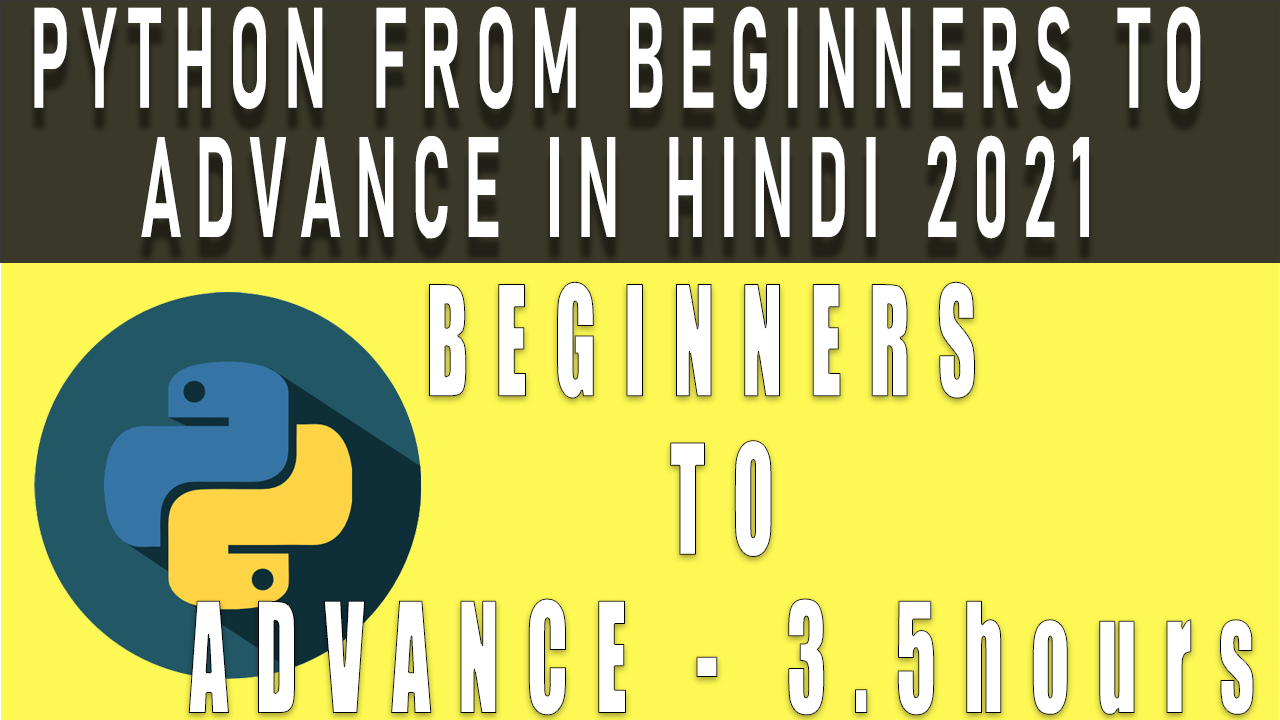 PYTHON FROM BEGINNERS TO
ADVANCE IN HINDI 2021
BEGINNERS
TO
ADVANCE - 3.5hours